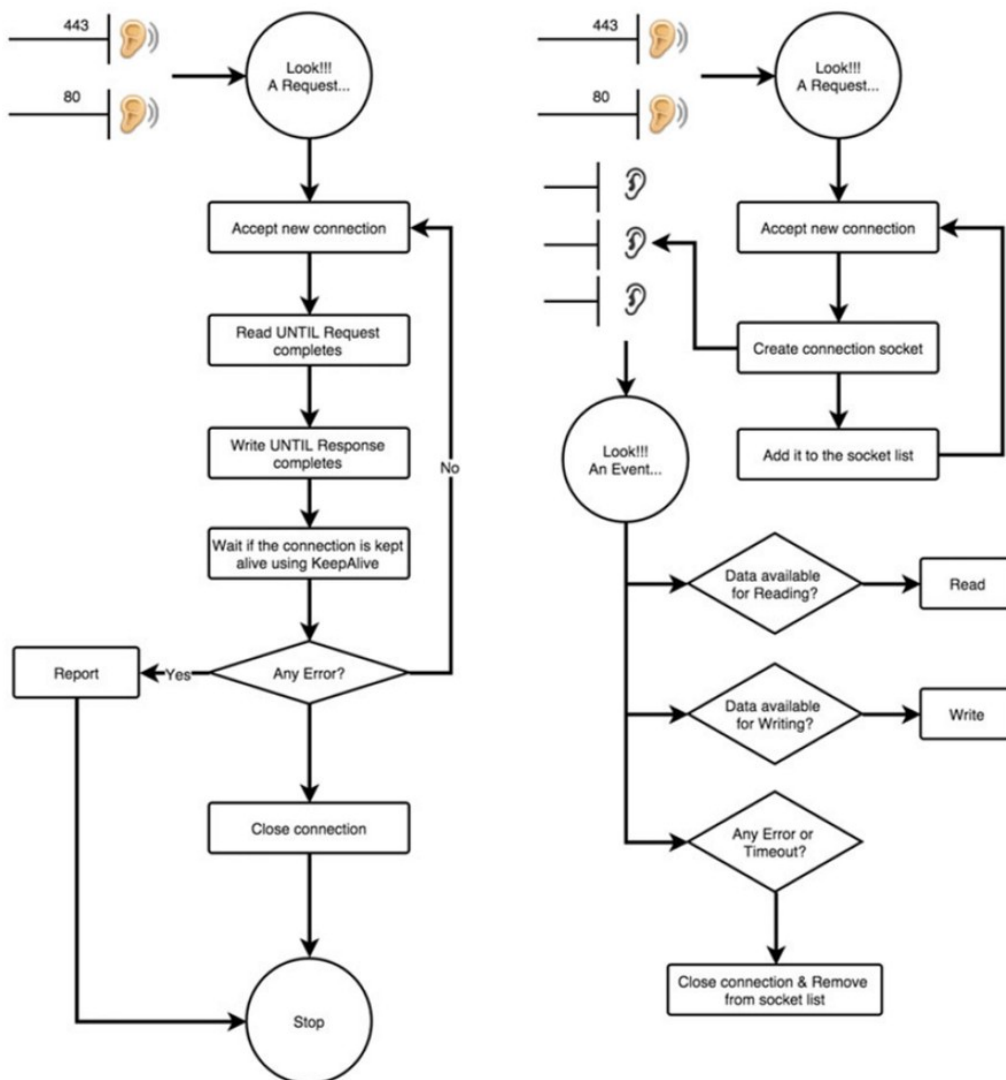 443
80
Look!!!
A Request...
Accept new connection
Read UNTIL Request
completes
Write UNTIL Response
completes
No
Wait if the connection is kept
alive using KeepAlive
Report
Yes
Any Error?
Close connection
Stop
443
80
Look!!!
A Request...
Accept new connection
Create connection socket
Add it to the socket list
Look!!!
An Event...
Data available
for Reading?
Read
Data available
for Writing?
Write
Any Error or
Timeout?
Close connection & Remove
from socket list